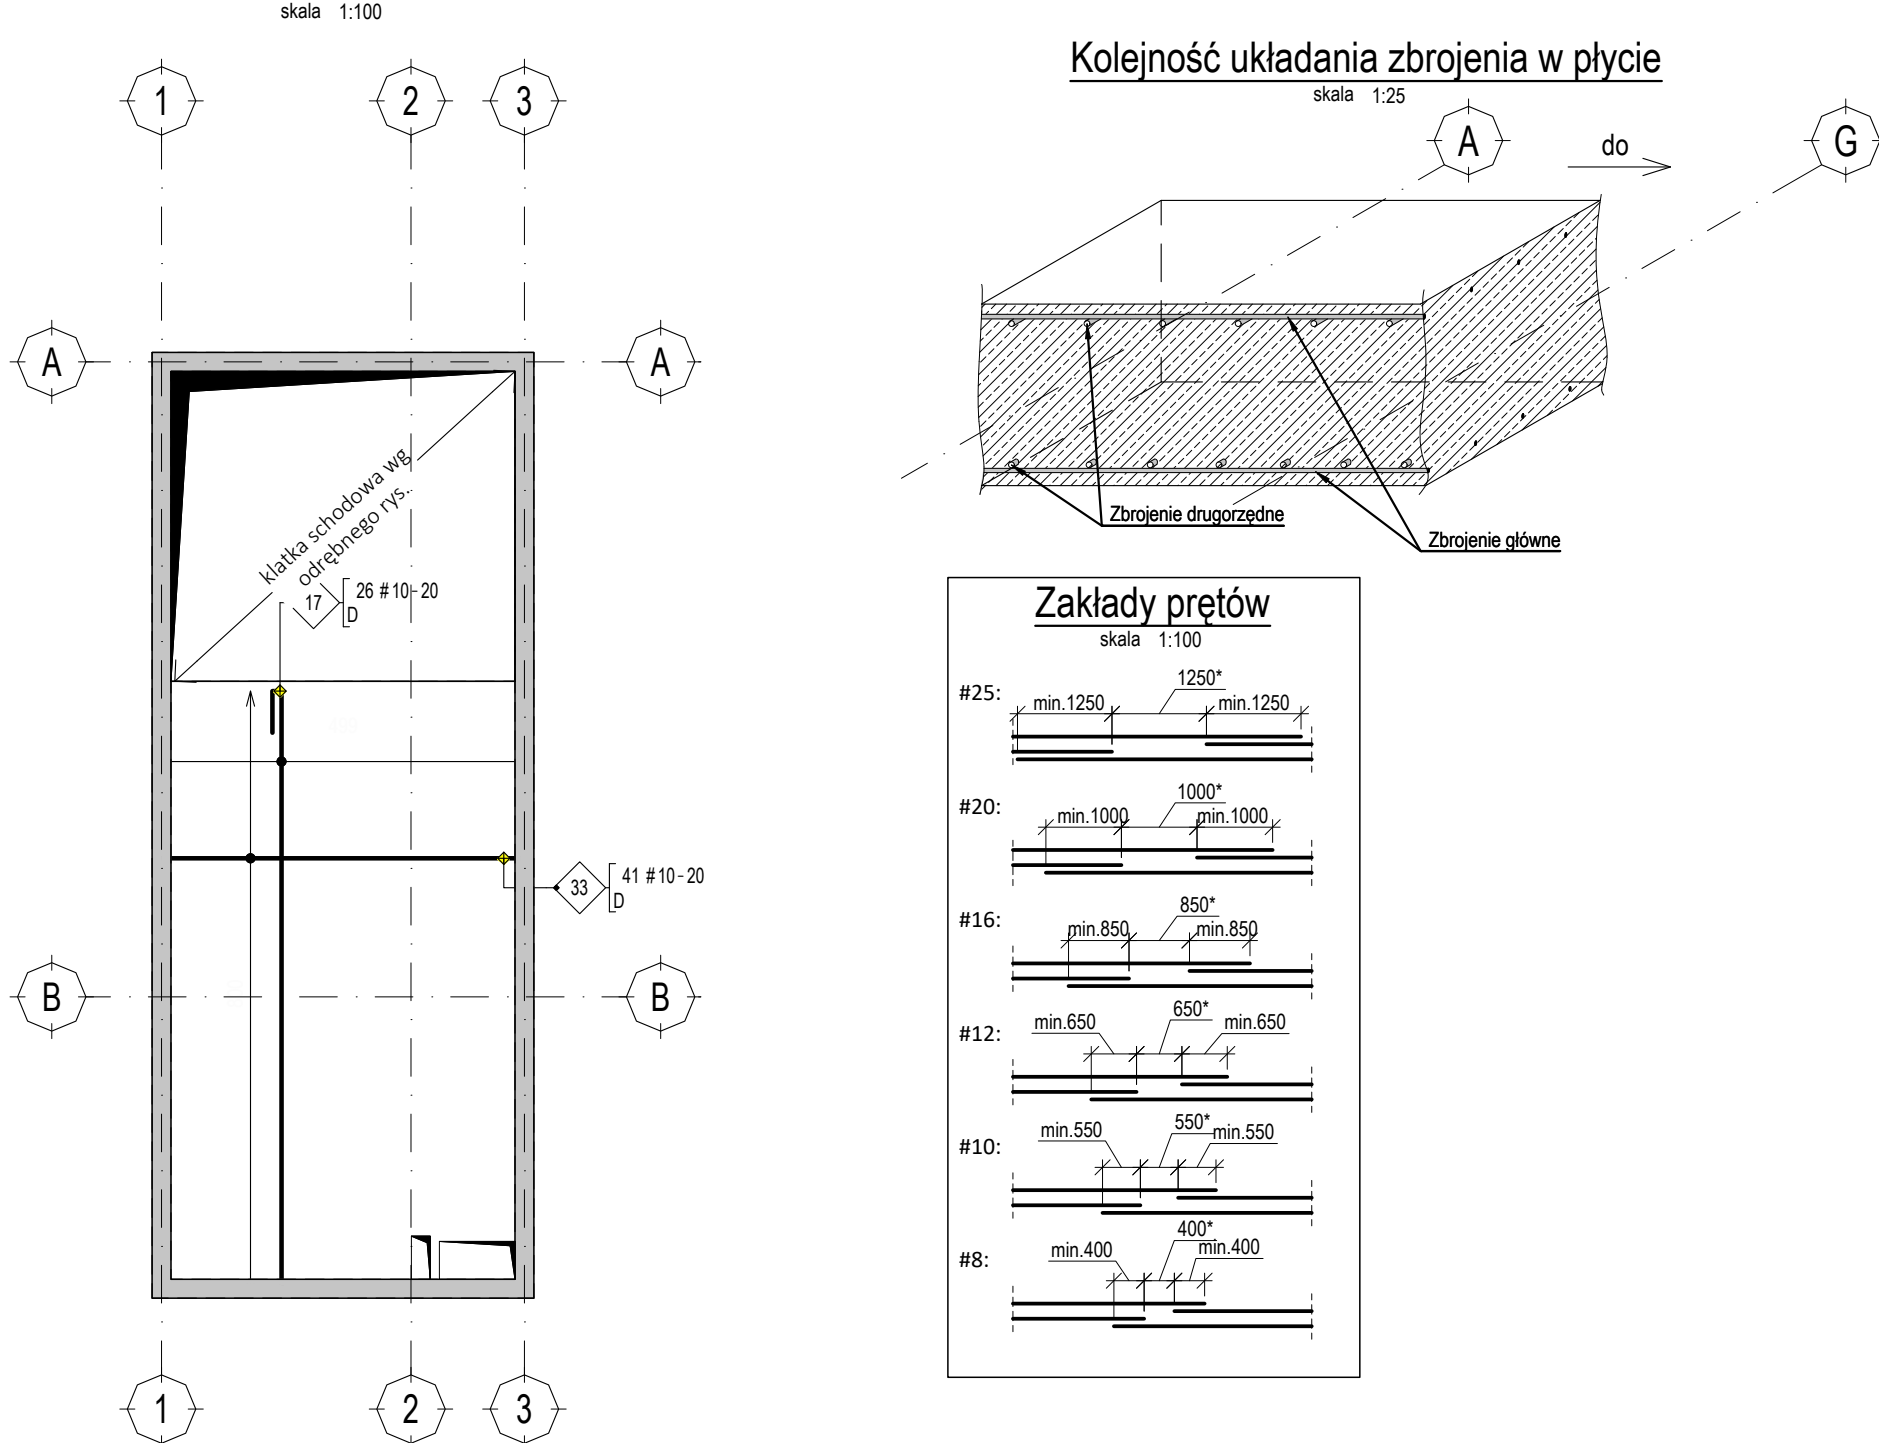 skala 1:100
1
2
3
A
A
klatka schodowa wg
odrębnego rys..
17
26 #10-20
D
33
41 #10-20
D
B
B
1
2
3
Kolejność układania zbrojenia w płycie
skala 1:25
A
do
G
Zbrojenie drugorzędne
Zbrojenie główne
Zakłady prętów
skala 1:100
#25:
min.1250
1250*
min.1250
#20:
min.1000
1000*
min.1000
#16:
min.850
850*
min.850
#12:
min.650
650*
min.650
#10:
min.550
550*
min.550
#8:
min.400
400*
min.400